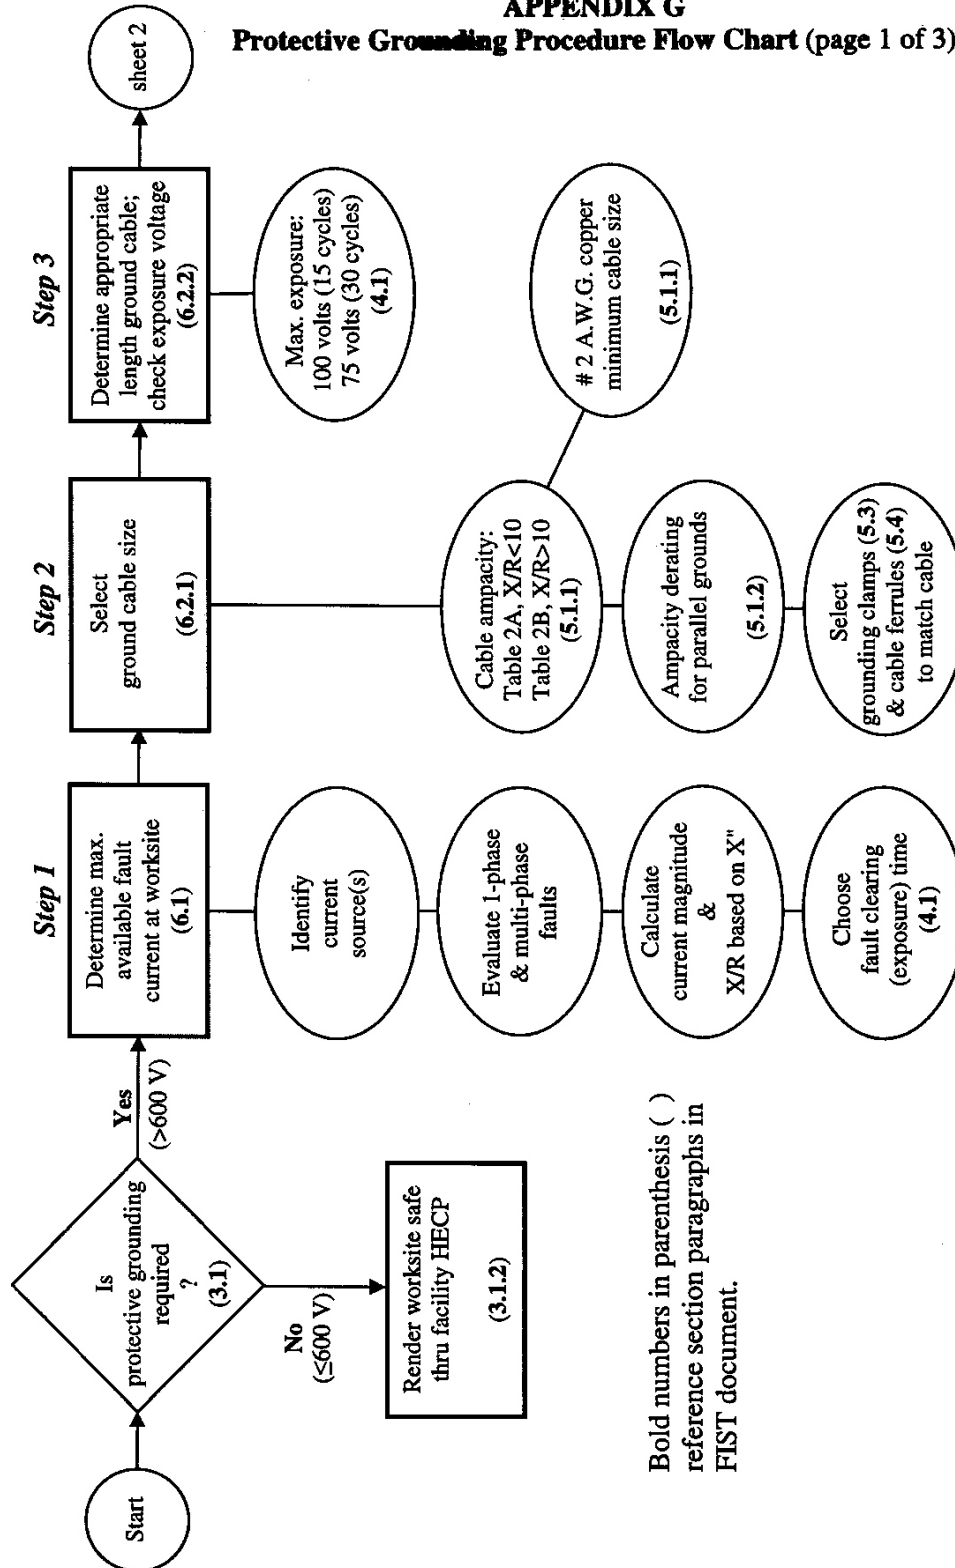 APPENDIX G
Protective Grounding Procedure Flow Chart (page 1 of 3)
Start
Is
protective grounding
required
?
(3.1)
Yes
(>600 V)
No
(≤600 V)
Render worksite safe
thru facility HECP
(3.1.2)
Step 1
Determine max.
available fault
current at worksite
(6.1)
Identify
current
source(s)
Evaluate 1-phase
& multi-phase
faults
Calculate
current magnitude
&
X/R based on X"
Choose
fault clearing
(exposure) time
(4.1)
Step 2
Select
ground cable size
(6.2.1)
Cable ampacity:
Table 2A, X/R<10
Table 2B, X/R>10
(5.1.1)
# 2 A.W.G. copper
minimum cable size
(5.1.1)
Ampacity derating
for parallel grounds
(5.1.2)
Select
grounding clamps (5.3)
& cable ferrules (5.4)
to match cable
Step 3
Determine appropriate
length ground cable;
check exposure voltage
(6.2.2)
Max. exposure:
100 volts (15 cycles)
75 volts (30 cycles)
(4.1)
sheet 2
Bold numbers in parenthesis ( )
reference section paragraphs in
FIST document.